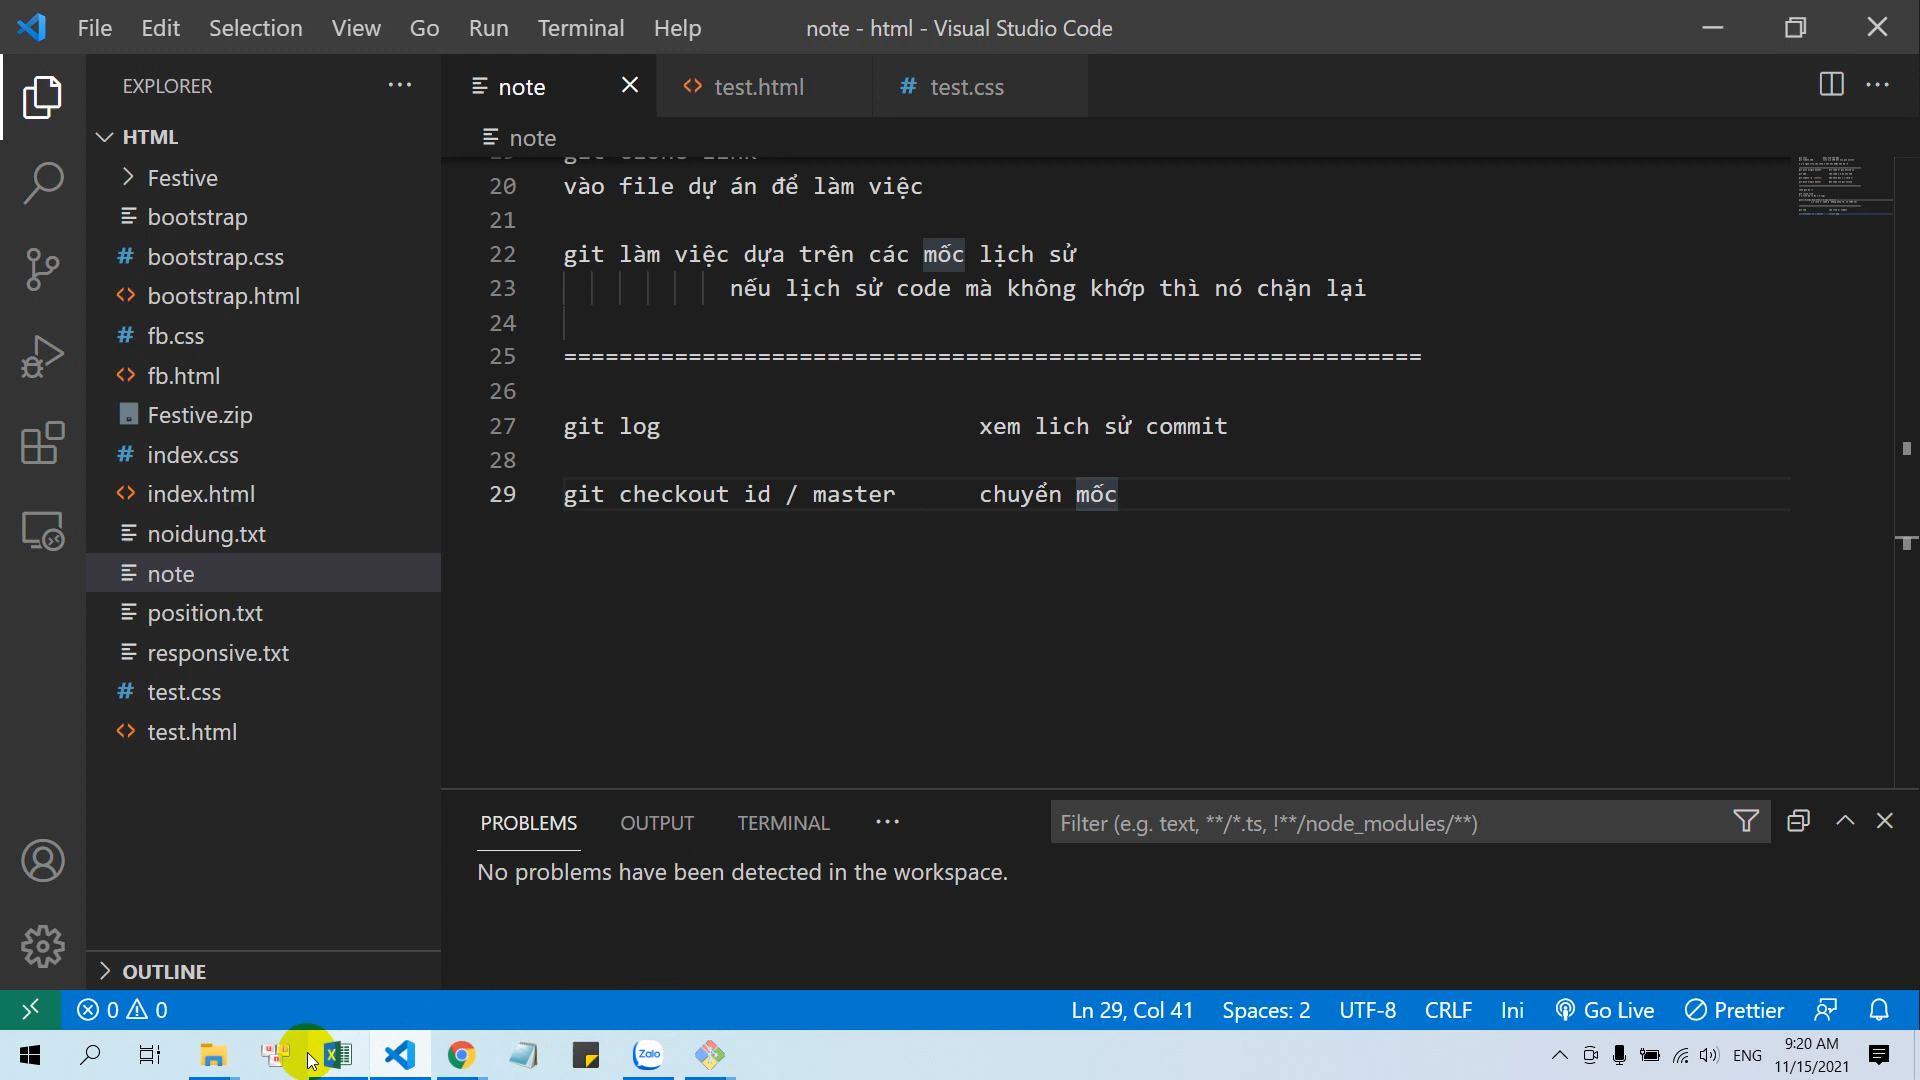 File Edit Selection View Go Run Terminal Help note - html - Visual Studio Code
EXPLORER
HTML
Festive
bootstrap
bootstrap.css
bootstrap.html
fb.css
fb.html
Festive.zip
index.css
index.html
noidung.txt
note
position.txt
responsive.txt
test.css
test.html
OUTLINE
note test.html test.css
note
20 vào file dự án để làm việc
21
22 git làm việc dựa trên các mốc lịch sử
23 nếu lịch sử code mà không khớp thì nó chặn lại
24
25 ==============================================================
26
27 git log xem lich sử commit
28
29 git checkout id / master chuyển mốc
PROBLEMS OUTPUT TERMINAL
Filter (e.g. text, **/*.ts, !**/node_modules/**)
No problems have been detected in the workspace.
0 0 Ln 29, Col 41 Spaces: 2 UTF-8 CRLF Ini Go Live Prettier
Zalo
ENG
9:20 AM
11/15/2021